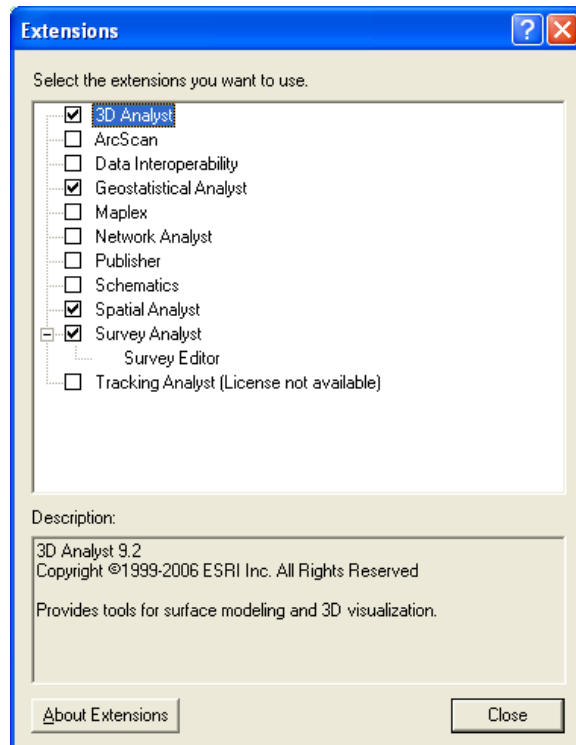 Extensions
Select the extensions you want to use.
3D Analyst
ArcScan
Data Interoperability
Geostatistical Analyst
Maplex
Network Analyst
Publisher
Schematics
Spatial Analyst
Survey Analyst
Survey Editor
Tracking Analyst (License not available)
Description:
3D Analyst 9.2
Copyright ©1999-2006 ESRI Inc. All Rights Reserved
Provides tools for surface modeling and 3D visualization.
About Extensions
Close